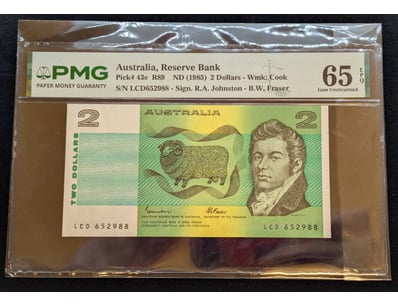 PMG
PAPER MONEY GUARANTY
Australia, Reserve Bank
Pick# 43e R89 ND (1985) 2 Dollars - Wmk: Cook
S/N LCD652988 - Sign. R.A. Johnston - B.W. Fraser
65 EPQ
Gem Uncirculated
2
AUSTRALIA
2
TWO DOLLARS
LCD 652988
LCD 652988